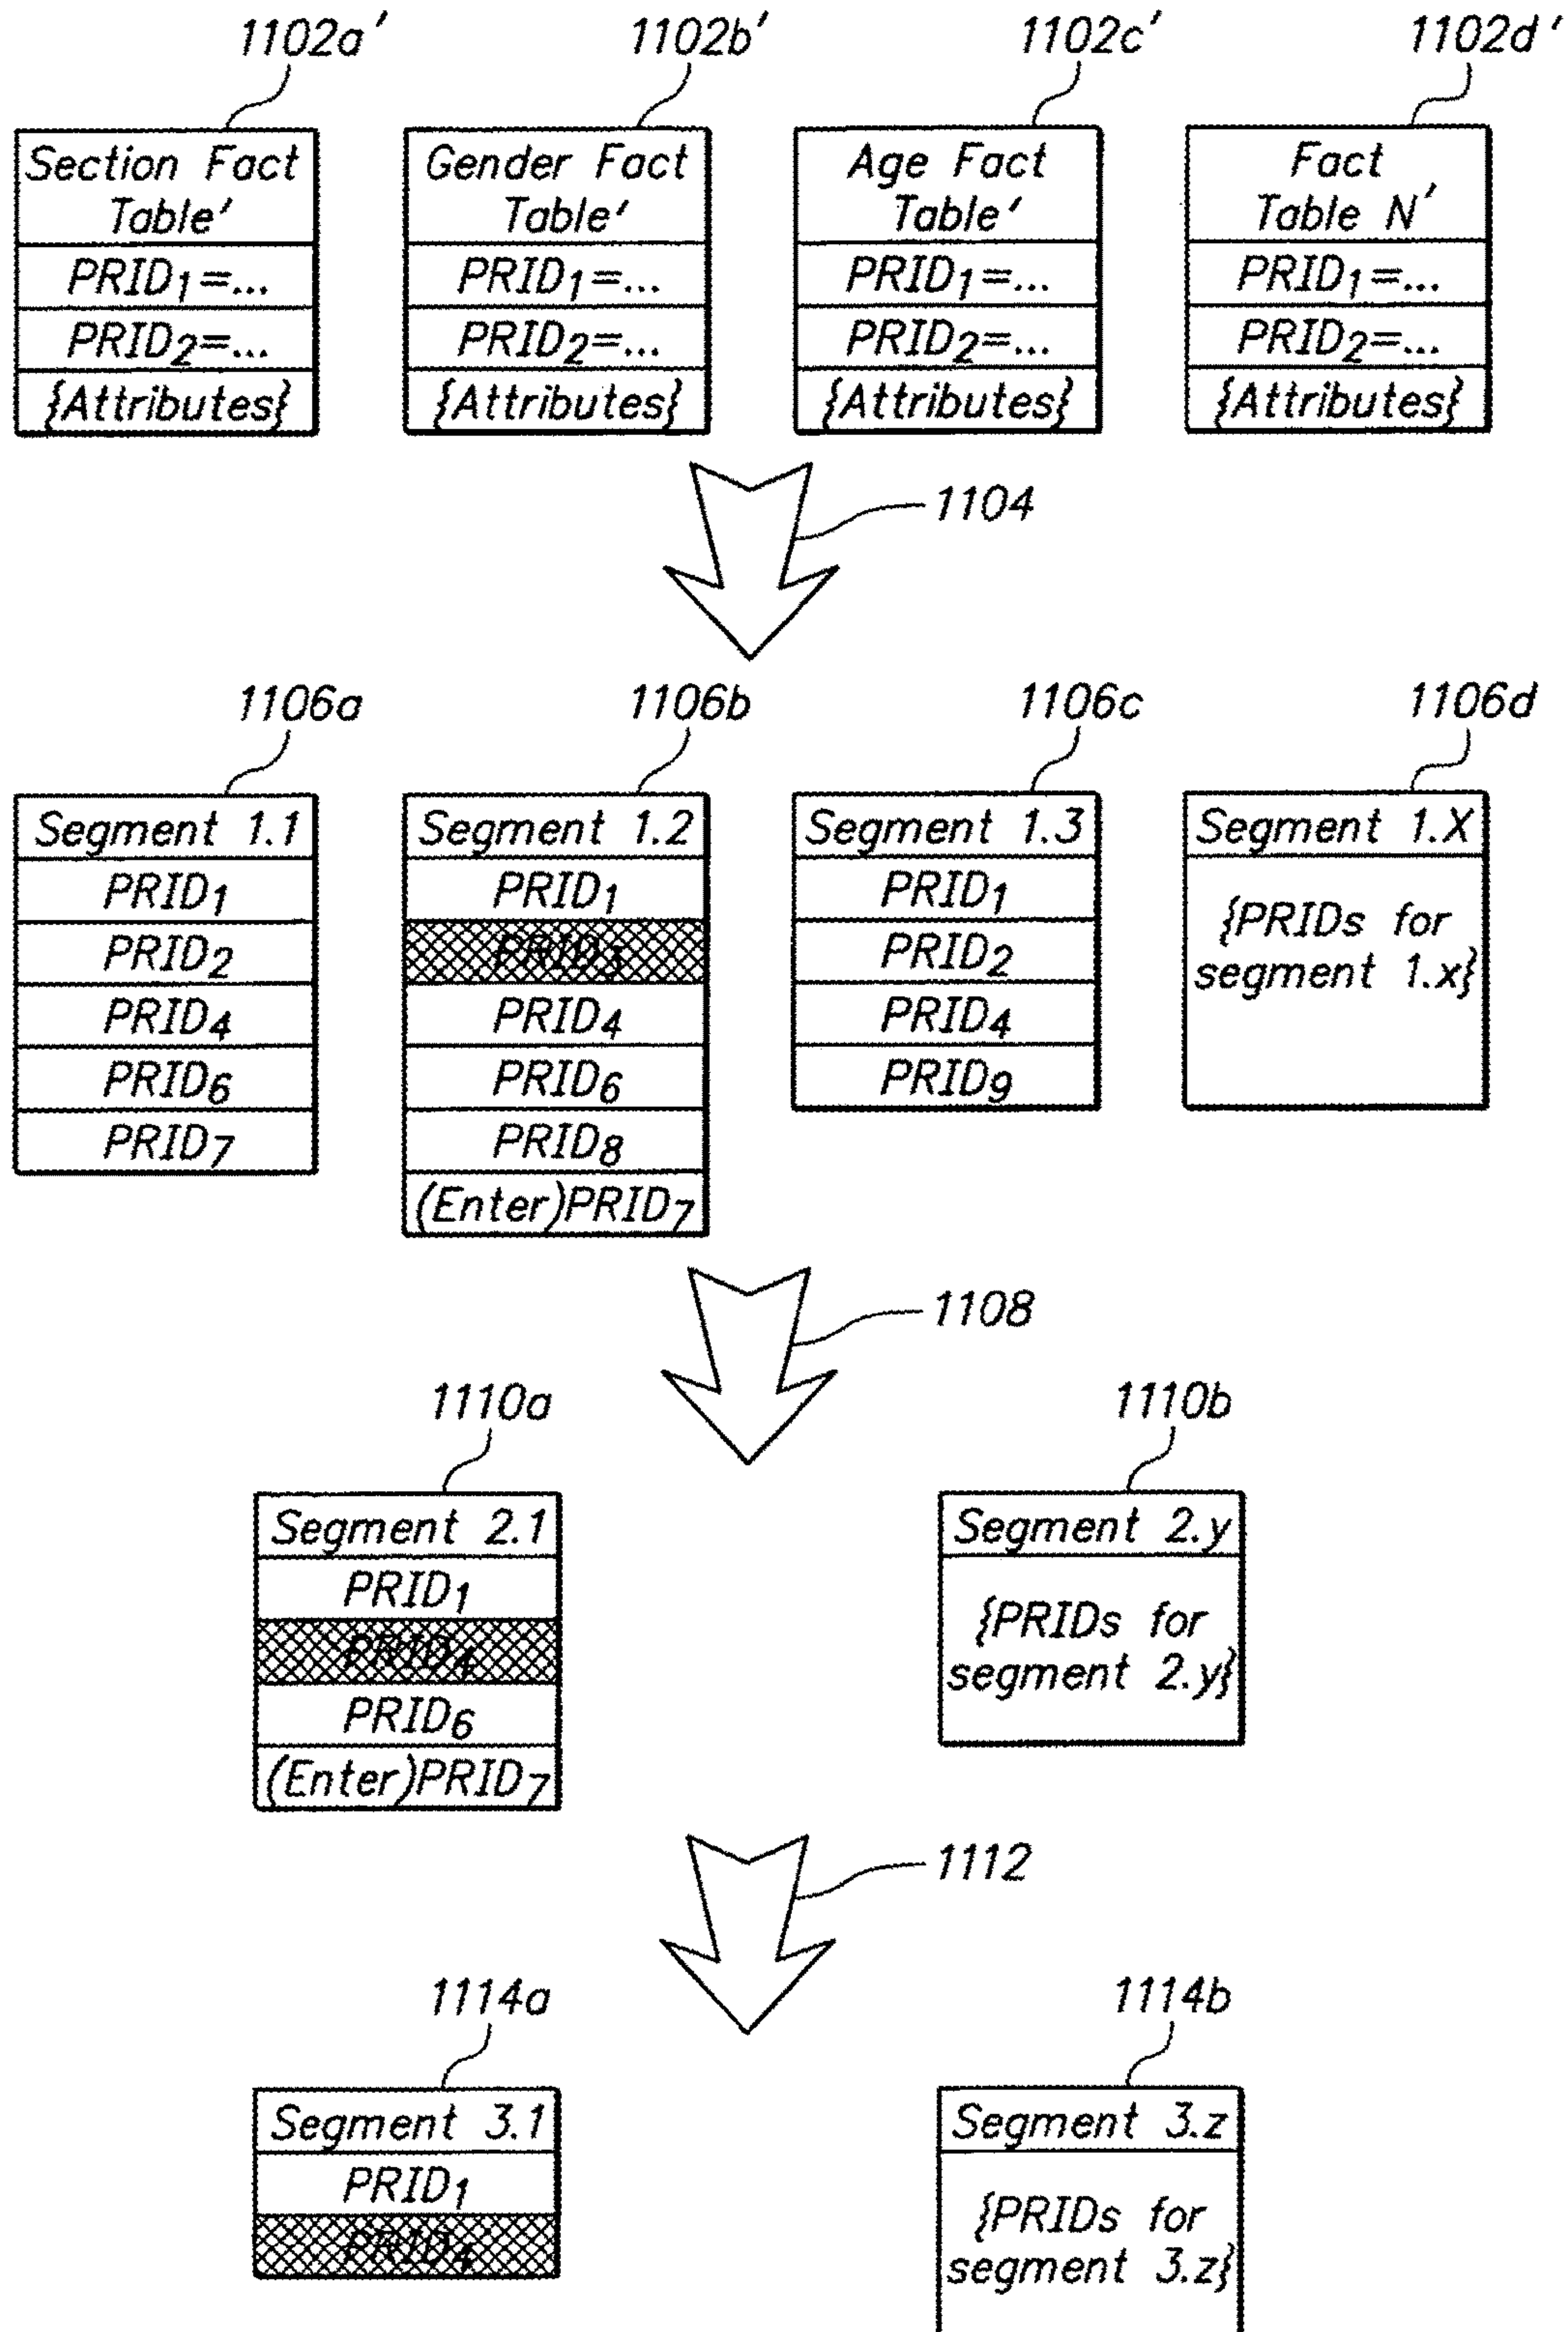 1102a' 1102b' 1102c' 1102d'
Section Fact Gender Fact Age Fact Fact
Table' Table' Table' Table N'
PRID₁=... PRID₁=... PRID₁=... PRID₁=...
PRID₂=... PRID₂=... PRID₂=... PRID₂=...
{Attributes} {Attributes} {Attributes} {Attributes}
1104
1106a 1106b 1106c 1106d
Segment 1.1 Segment 1.2 Segment 1.3 Segment 1.X
PRID₁ PRID₁ PRID₁ {PRIDs for
PRID₂ PRID₃ PRID₂ segment 1.x}
PRID₄ PRID₄ PRID₄
PRID₆ PRID₆ PRID₉
PRID₇ PRID₈
(Enter)PRID₇
1108
1110a 1110b
Segment 2.1 Segment 2.y
PRID₁ {PRIDs for
PRID₄ segment 2.y}
PRID₆
(Enter)PRID₇
1112
1114a 1114b
Segment 3.1 Segment 3.z
PRID₁ {PRIDs for
PRID₄ segment 3.z}